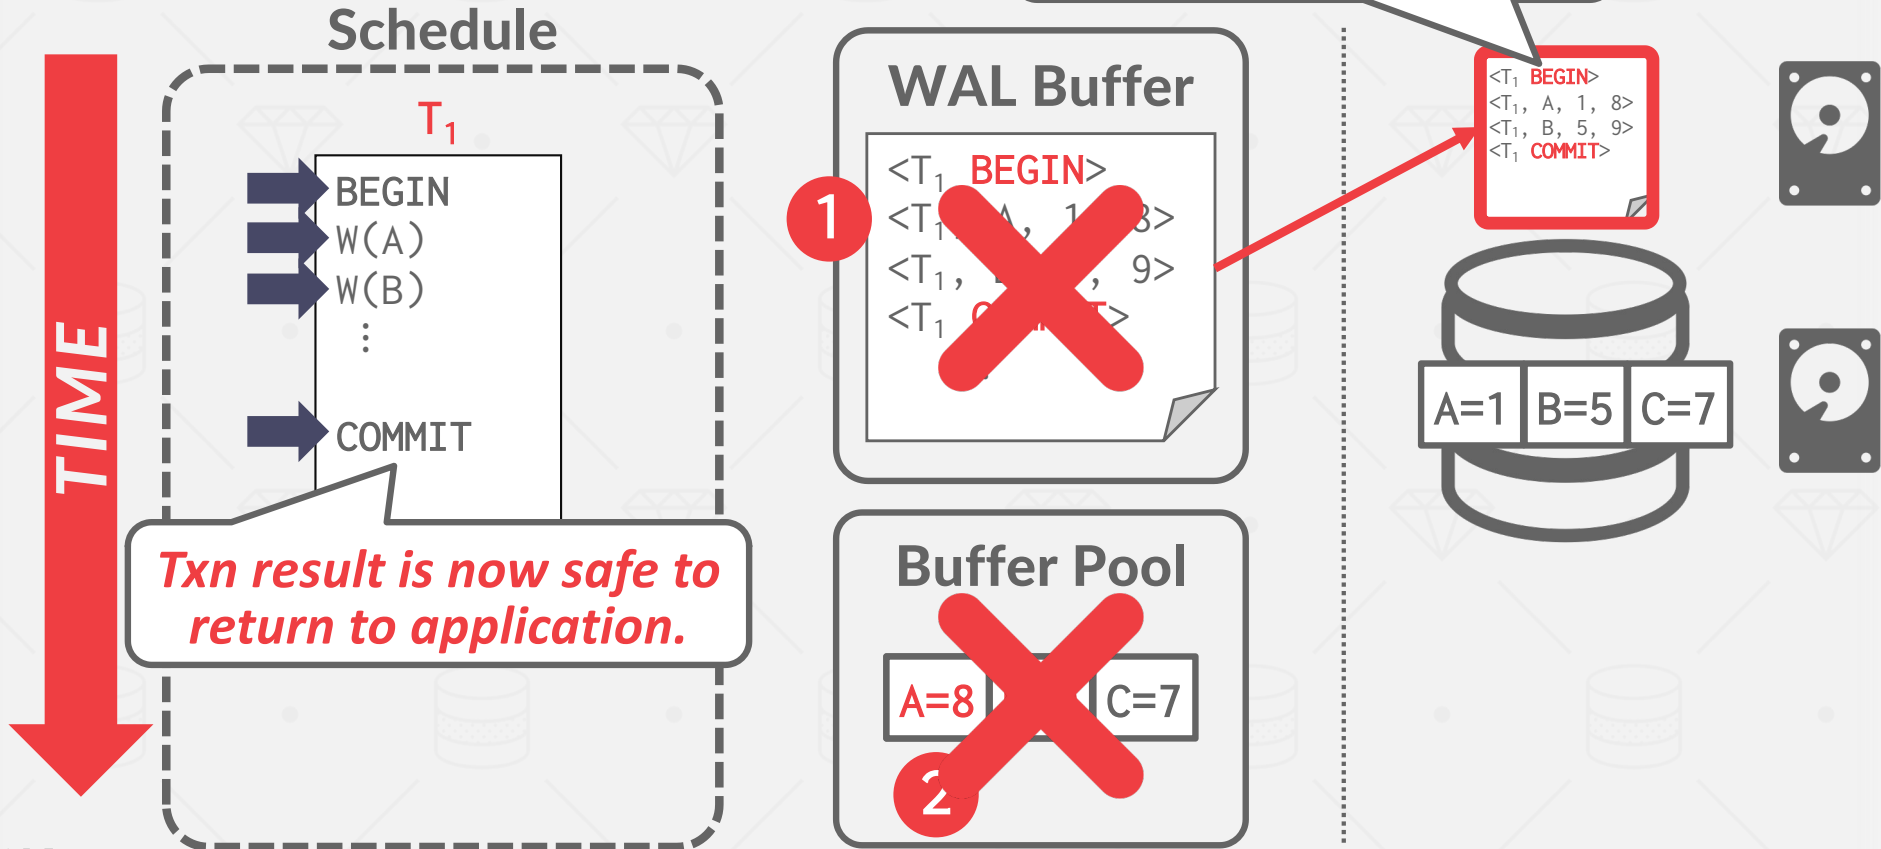 Schedule
TIME
T1
BEGIN
W(A)
W(B)
⋮
COMMIT
Txn result is now safe to
return to application.
WAL Buffer
1
<T1 BEGIN>
<T1, A, 1, 8>
<T1, , 9>
<T1 >
Buffer Pool
A=8
C=7
2
<T1 BEGIN>
<T1, A, 1, 8>
<T1, B, 5, 9>
<T1 COMMIT>
A=1
B=5
C=7